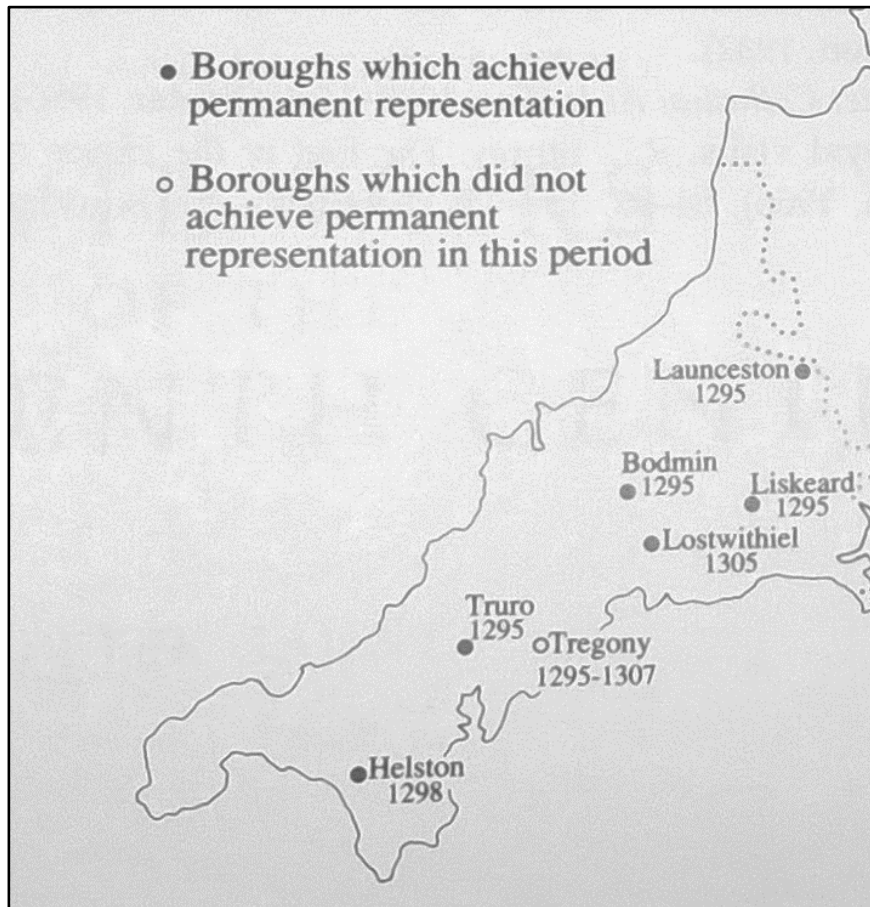 Boroughs which achieved
permanent representation
Boroughs which did not
achieve permanent
representation in this period
Launceston
1295
Bodmin
1295
Liskeard
1295
Lostwithiel
1305
Truro
1295
Tregony
1295-1307
Helston
1298